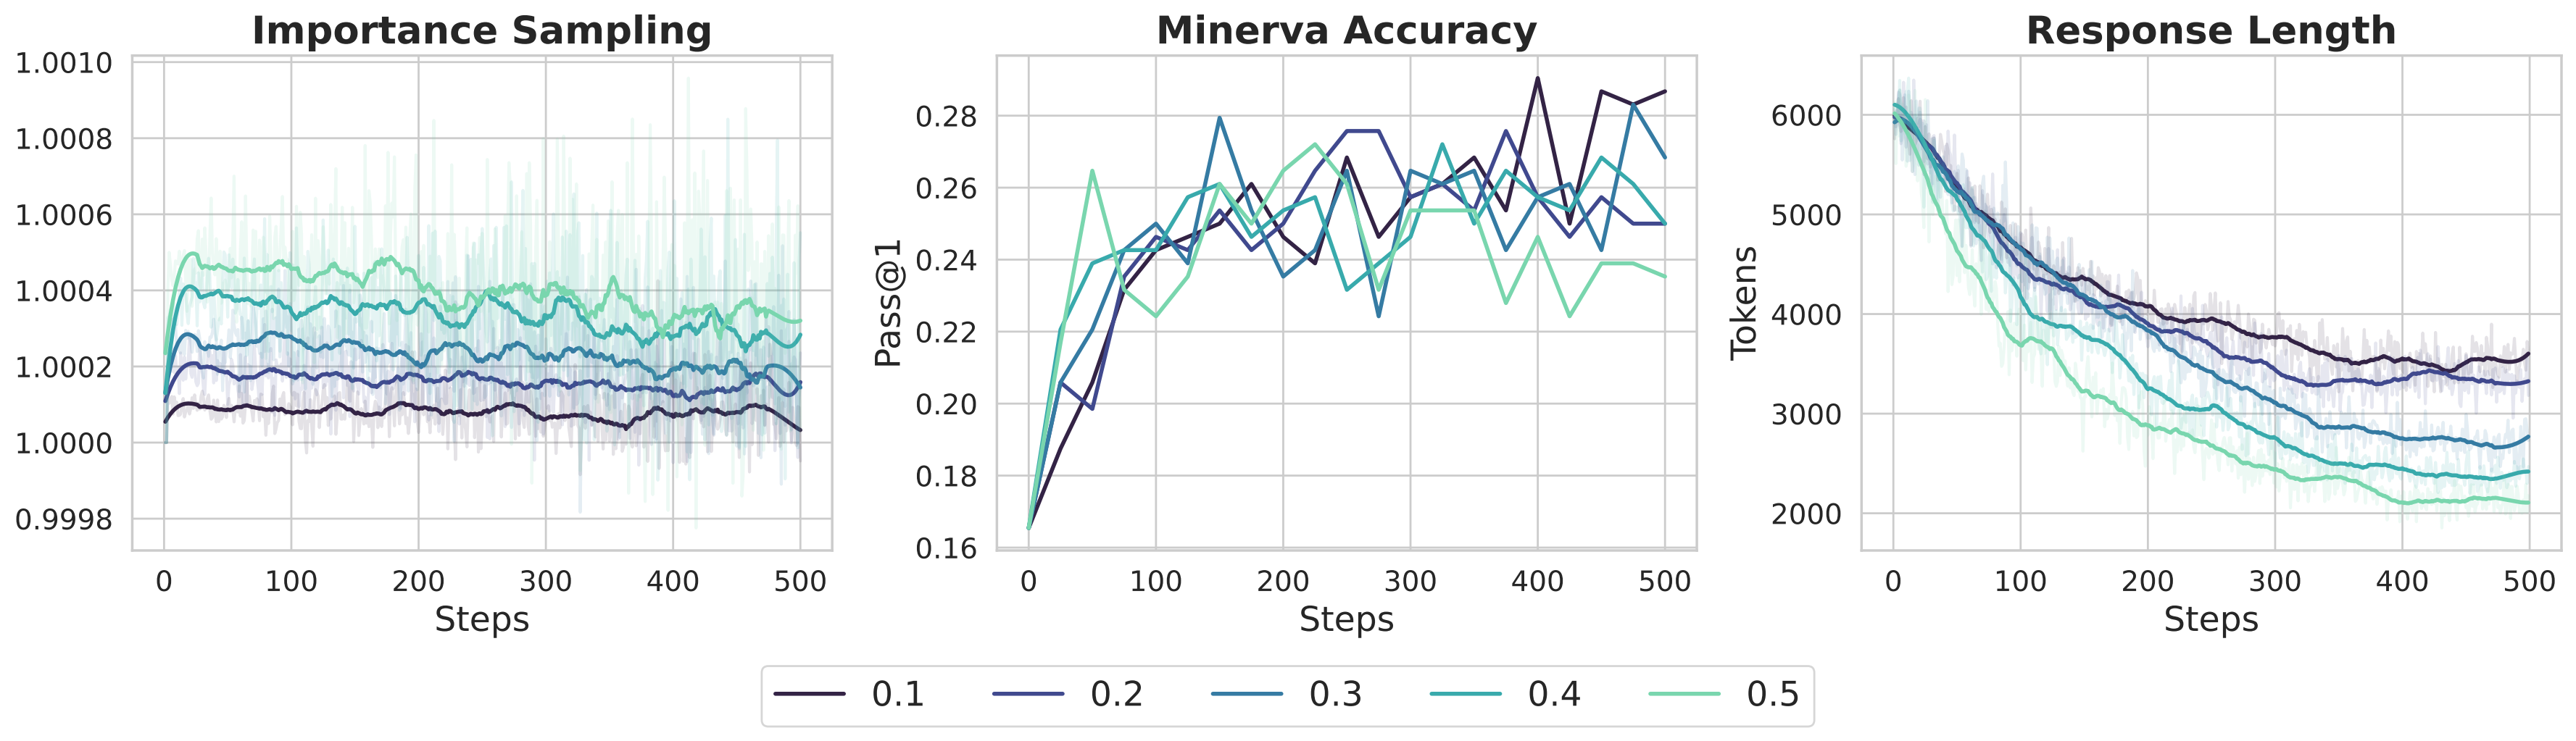 Importance Sampling
1.0010
1.0008
1.0006
1.0004
1.0002
1.0000
0.9998
0 100 200 300 400 500
Steps
Minerva Accuracy
Pass@1
0.28
0.26
0.24
0.22
0.20
0.18
0.16
0 100 200 300 400 500
Steps
Response Length
Tokens
6000
5000
4000
3000
2000
0 100 200 300 400 500
Steps
0.1 0.2 0.3 0.4 0.5